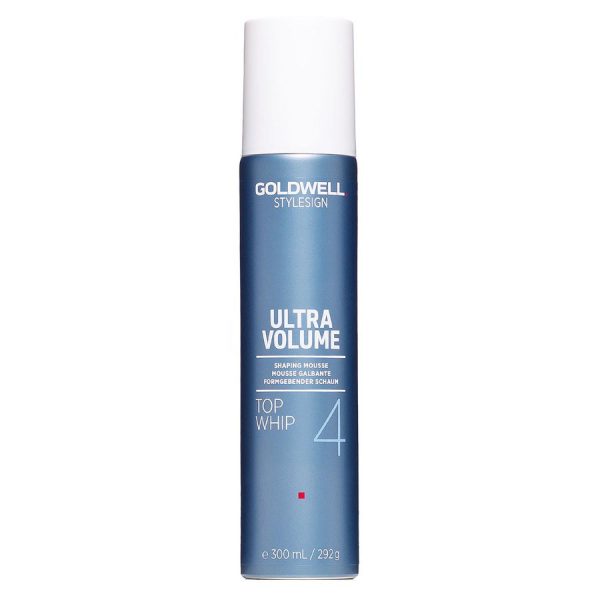 GOLDWELL.
STYLESIGN
ULTRA
VOLUME
SHAPING MOUSSE
MOUSSE GALBANTE
FORMGEBENDER SCHAUM
TOP
WHIP
4
e 300 mL / 292g